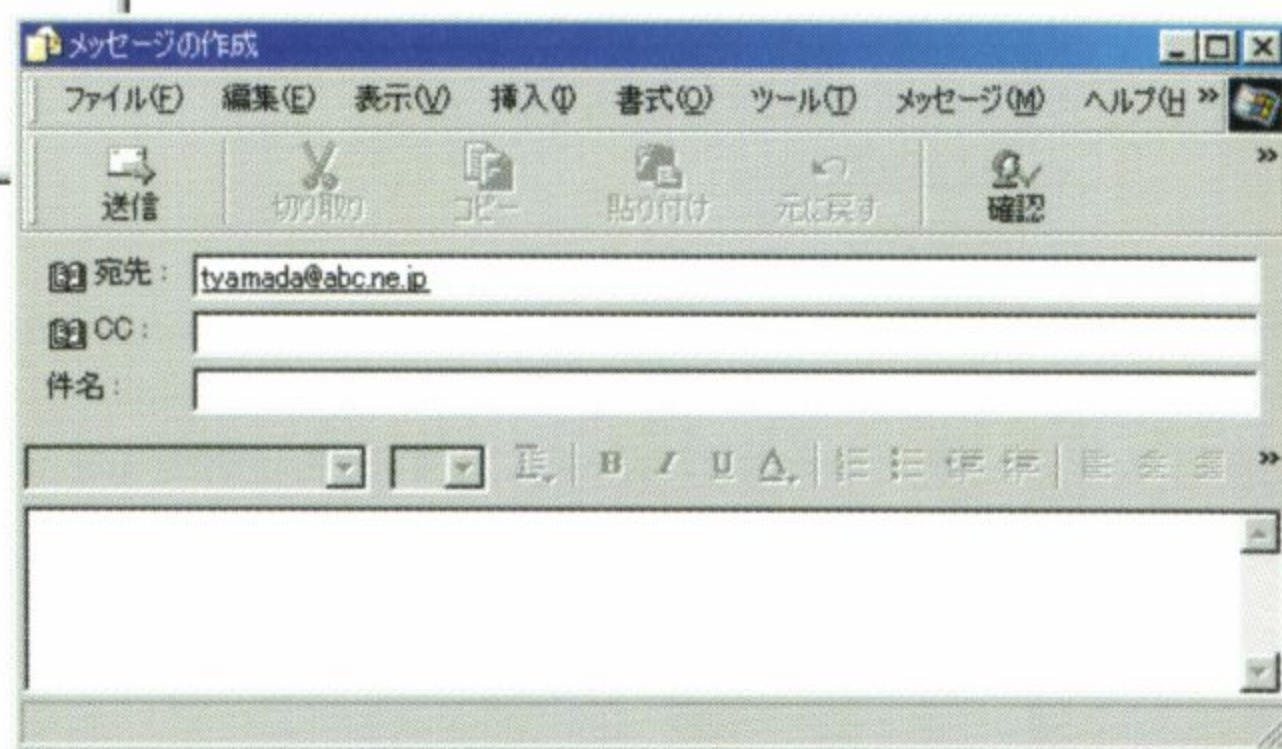 メッセージの作成
ファイル(F) 編集(E) 表示(V) 挿入(I) 書式(O) ツール(T) メッセージ(M) ヘルプ(H »
送信 切り取り コピー 貼り付け 元に戻す 確認 »
宛先: tyamada@abc.ne.jp
CC:
件名:
B I U A »